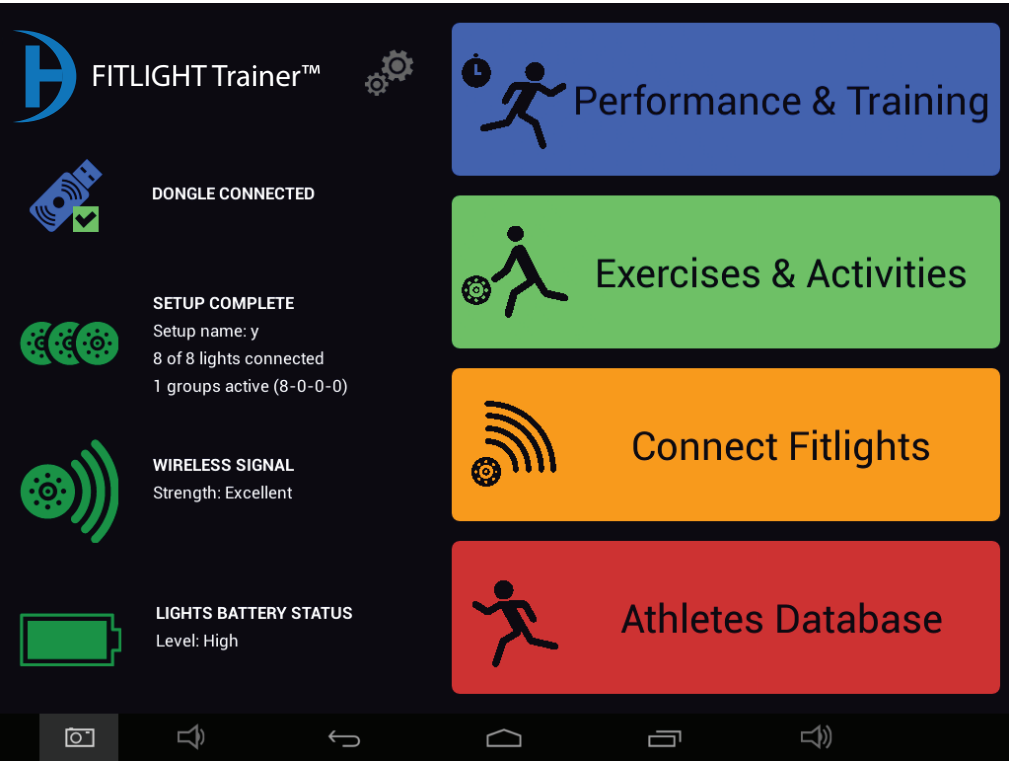 FITLIGHT Trainer™
DONGLE CONNECTED
SETUP COMPLETE
Setup name: y
8 of 8 lights connected
1 groups active (8-0-0-0)
WIRELESS SIGNAL
Strength: Excellent
LIGHTS BATTERY STATUS
Level: High
Performance & Training
Exercises & Activities
Connect Fitlights
Athletes Database